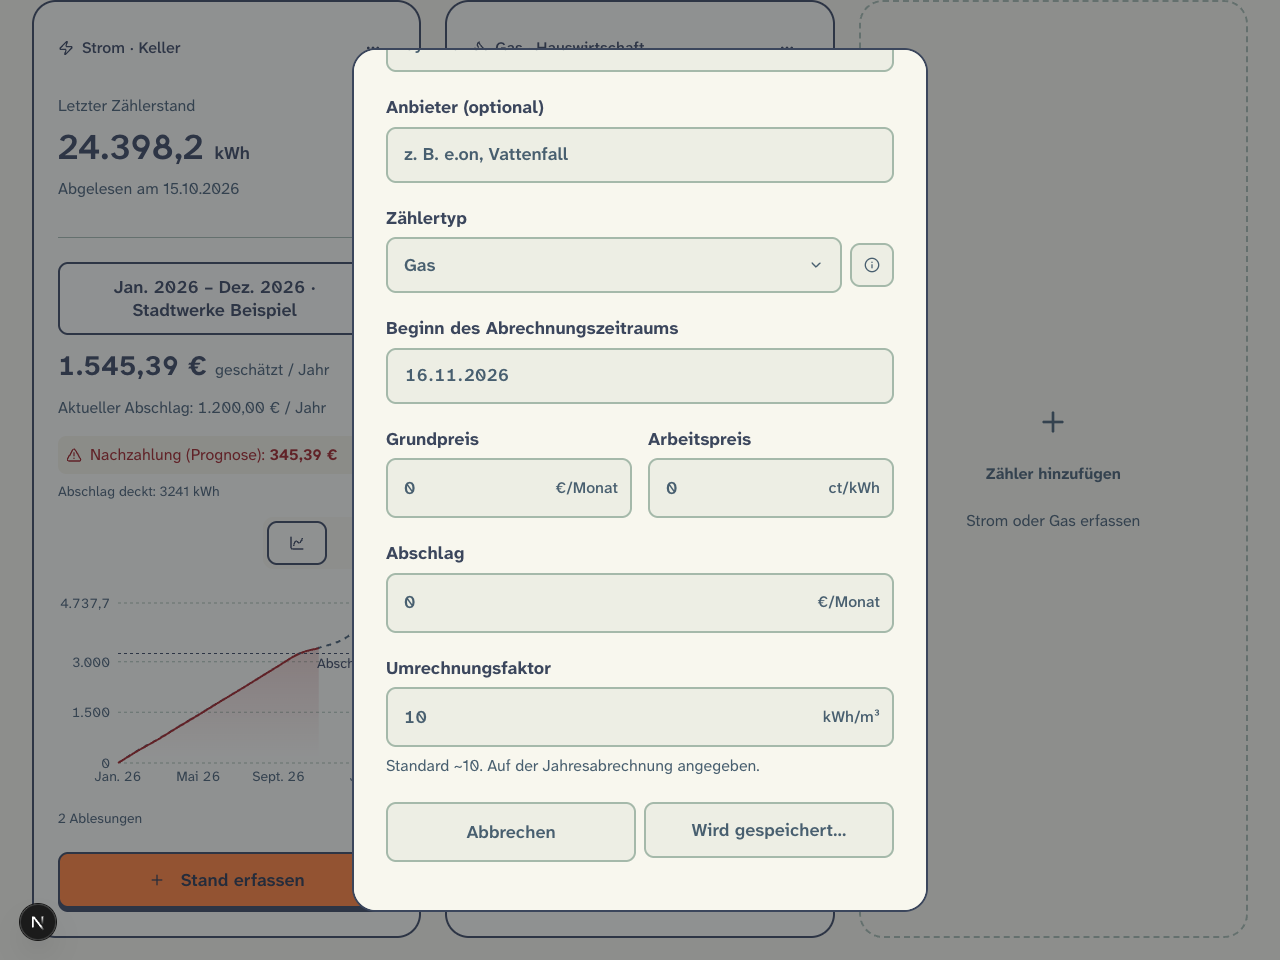 Strom · Keller
...
Letzter Zählerstand
24.398,2 kWh
Abgelesen am 15.10.2026
Jan. 2026 – Dez. 2026 ·
Stadtwerke Beispiel
1.545,39 € geschätzt / Jahr
Aktueller Abschlag: 1.200,00 € / Jahr
Nachzahlung (Prognose): 345,39 €
Abschlag deckt: 3241 kWh
4.737,7
3.000
1.500
0
Jan. 26 Mai 26 Sept. 26
2 Ablesungen
+ Stand erfassen
N
Gas · Hauswirtschaft
...
Anbieter (optional)
z. B. e.on, Vattenfall
Zählertyp
Gas
Beginn des Abrechnungszeitraums
16.11.2026
Grundpreis Arbeitspreis
0 €/Monat 0 ct/kWh
Abschlag
0 €/Monat
Umrechnungsfaktor
10 kWh/m³
Standard ~10. Auf der Jahresabrechnung angegeben.
Abbrechen Wird gespeichert...
+
Zähler hinzufügen
Strom oder Gas erfassen